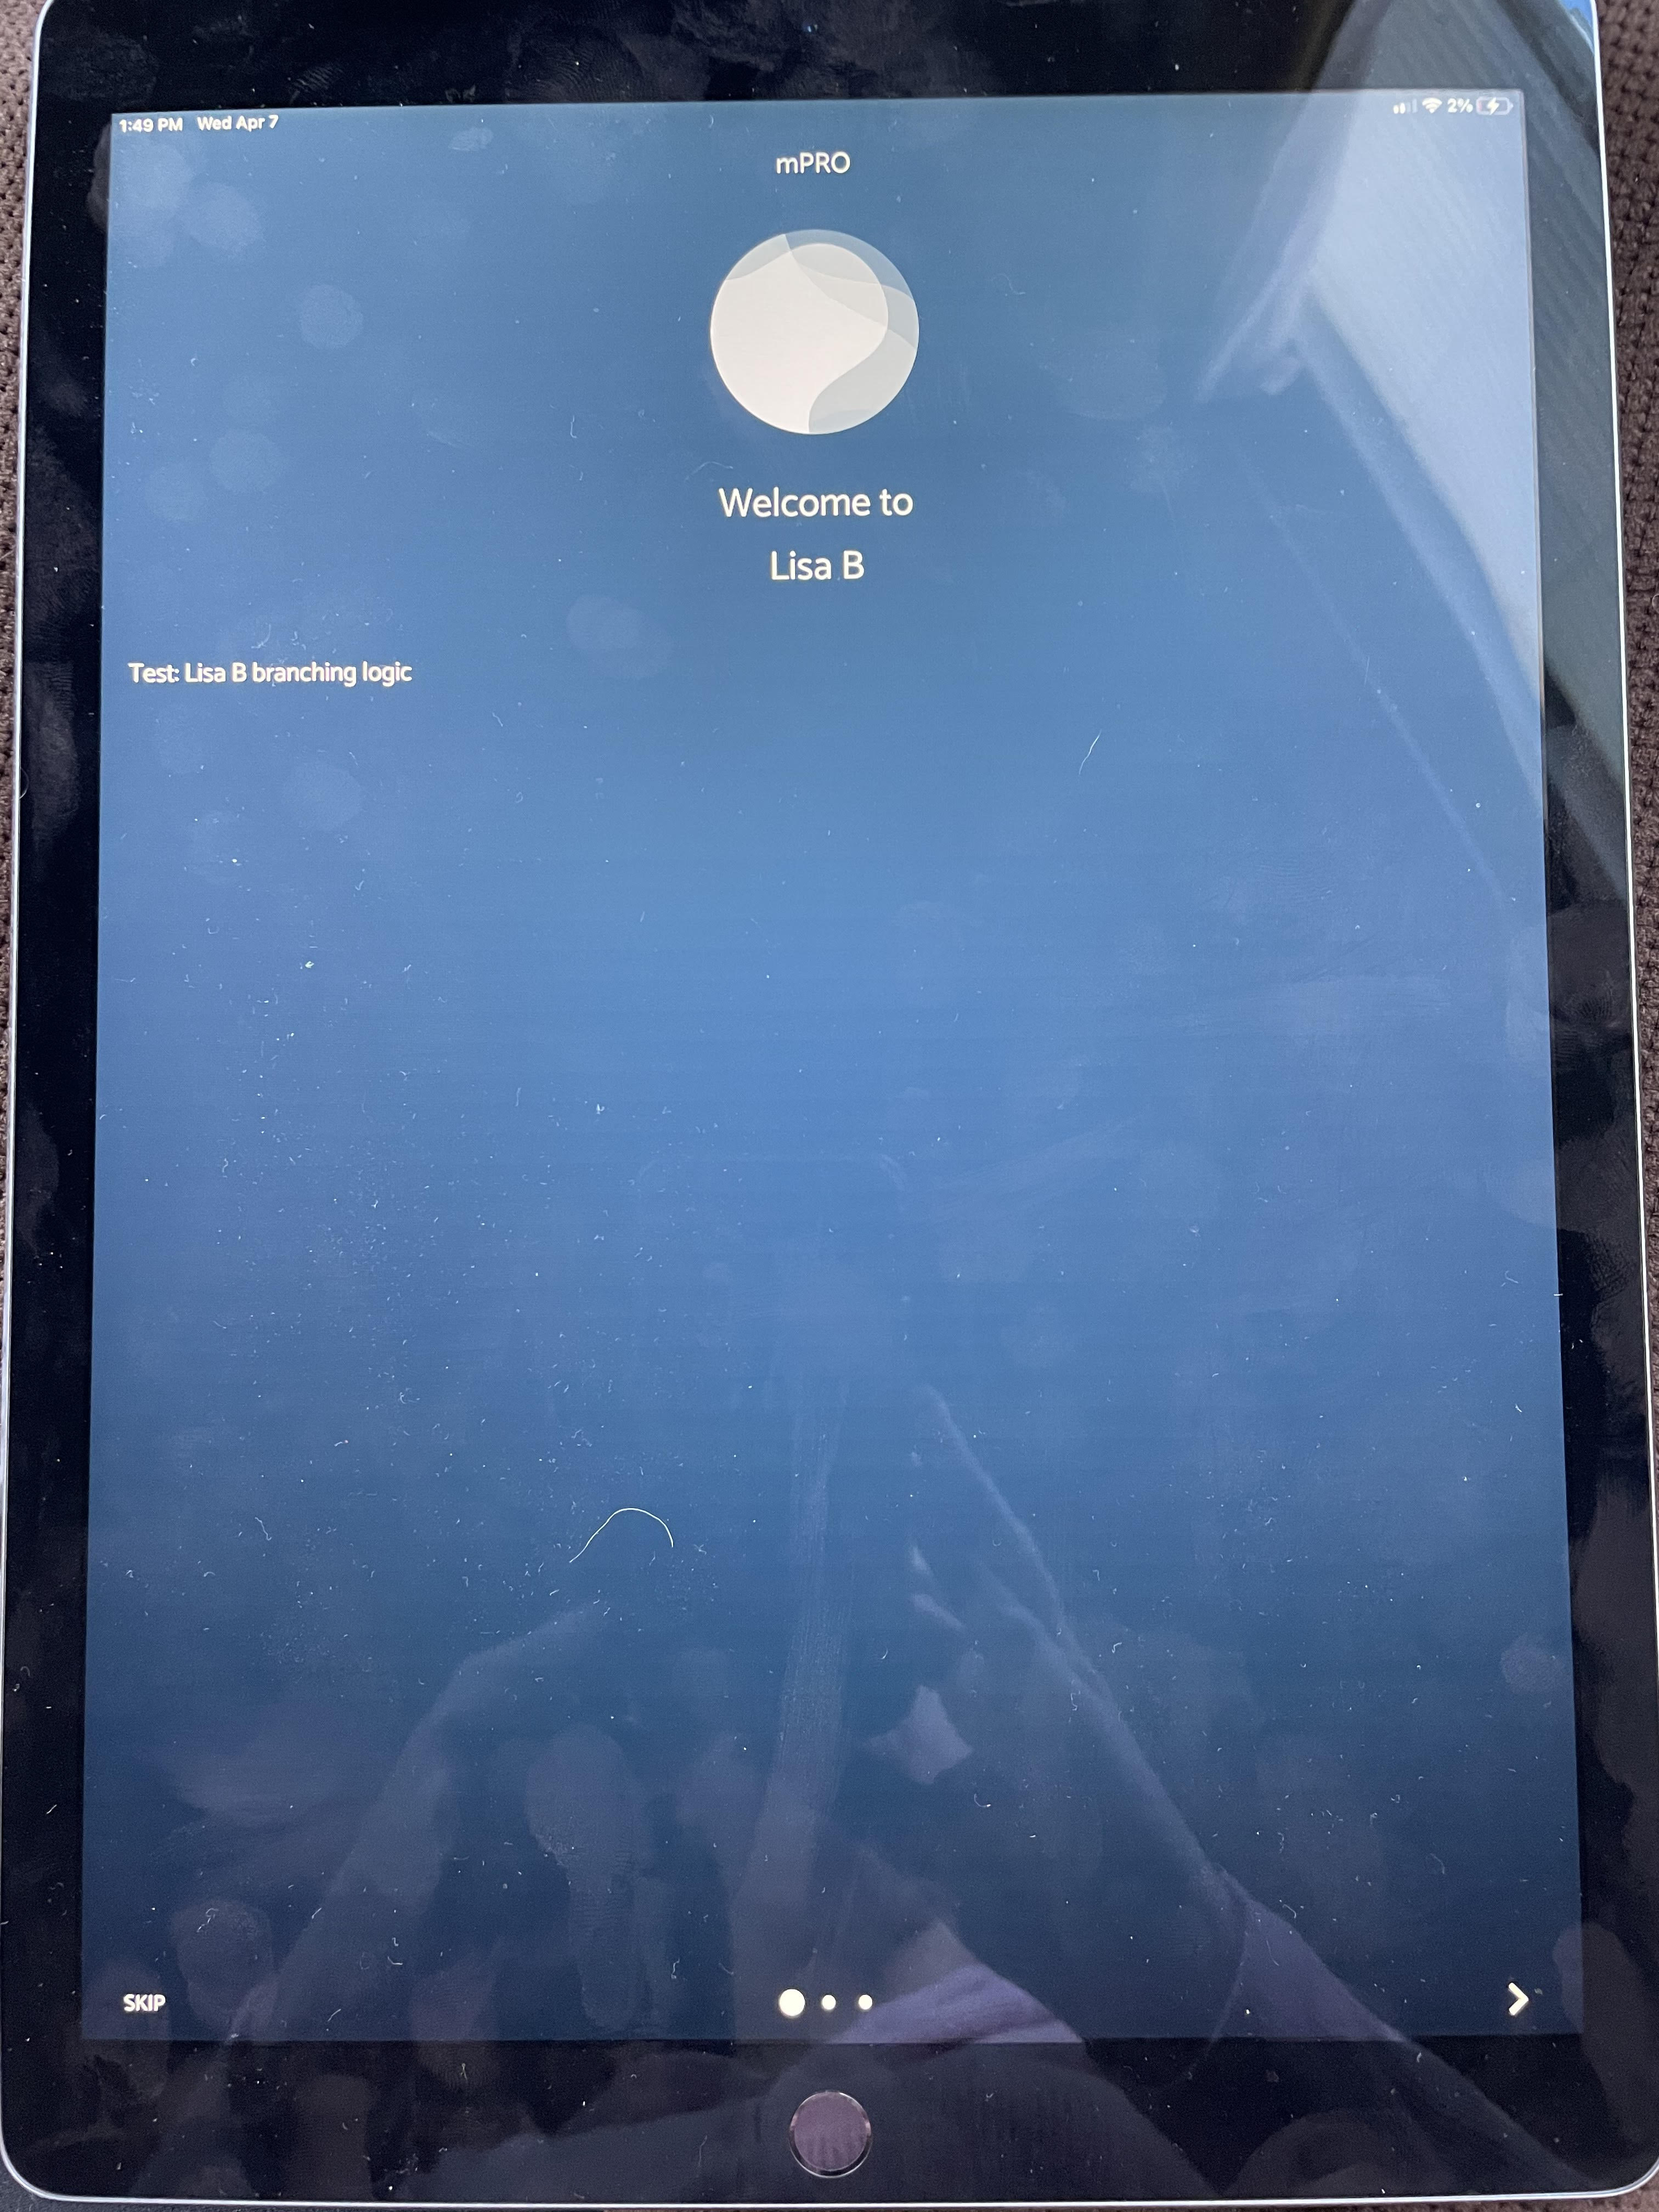 1:49 PM Wed Apr 7 2%
mPRO
Welcome to
Lisa B
Test: Lisa B branching logic
SKIP